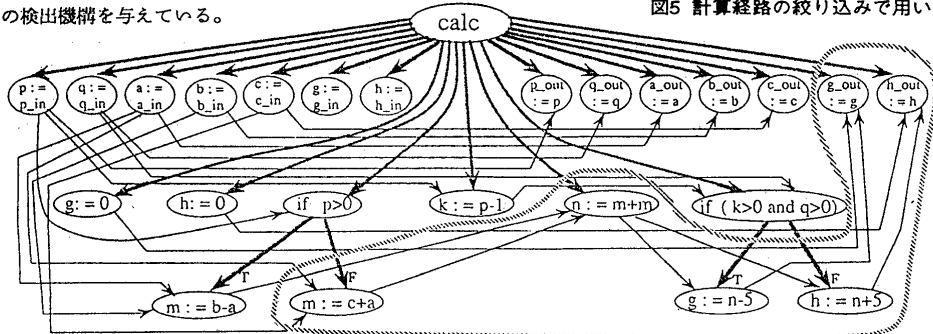 の検出機構を与えている。
図5 計算経路の絞り込みで用い
calc
p :=
p_in
q :=
q_in
a :=
a_in
b :=
b_in
c :=
c_in
g :=
g_in
h :=
h_in
p_out
:= p
q_out
:= q
a_out
:= a
b_out
:= b
c_out
:= c
g_out
:= g
h_out
:= h
g: = 0
h: = 0
if p>0
k : = p-1
n : = m+m
if ( k>0 and q>0)
T
F
T
F
m : = b-a
m : = c+a
g : = n-5
h : = n+5